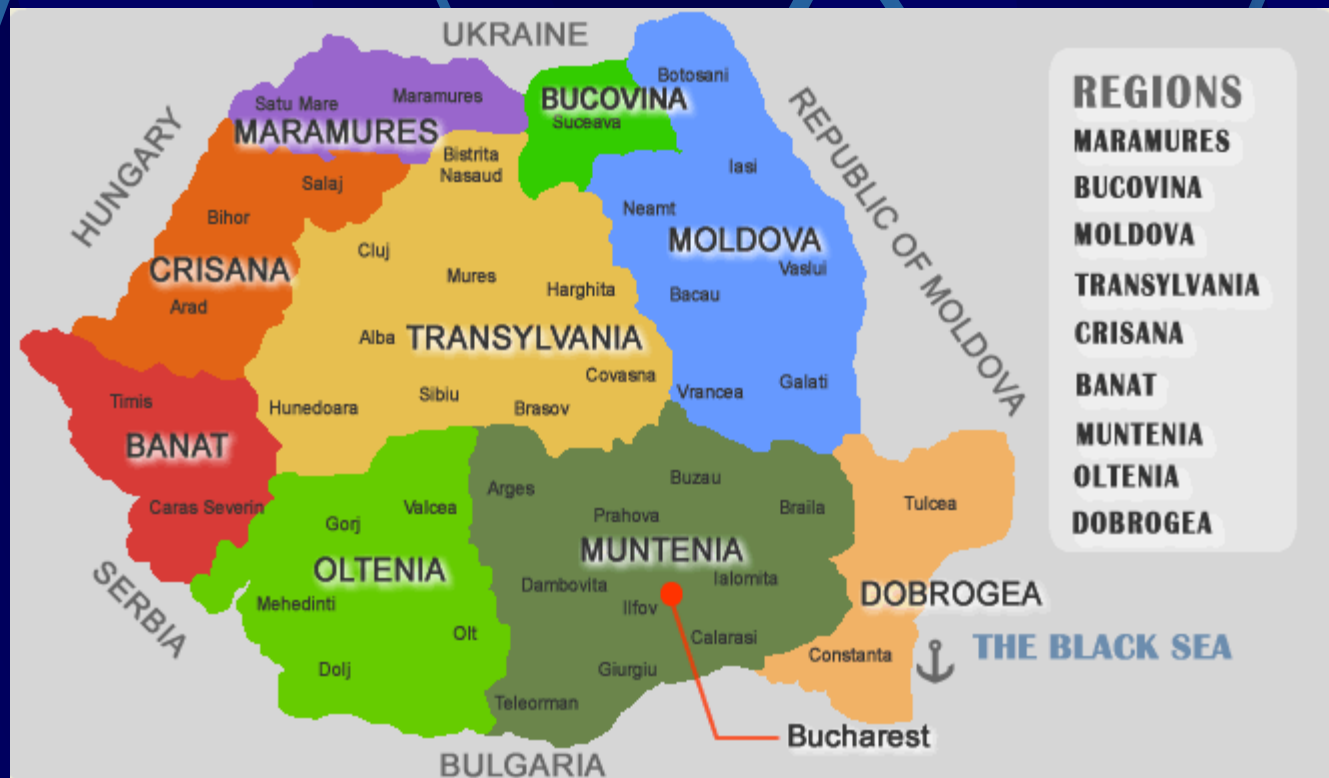 UKRAINE
Botosani
Maramures
Satu Mare
BUCOVINA
Suceava
MARAMURES
HUNGARY
REPUBLIC OF MOLDOVA
Bistrita
Nasaud
Iasi
Salaj
Neamt
Bihor
MOLDOVA
Cluj
CRISANA
Vaslui
Mures
Harghita
Bacau
Arad
Alba
TRANSYLVANIA
Covasna
Galati
Vrancea
Sibiu
Timis
Hunedoara
Brasov
BANAT
Buzau
Arges
Tulcea
Caras Severin
Valcea
Braila
Prahova
Gorj
MUNTENIA
OLTENIA
Ialomita
Dambovita
DOBROGEA
SERBIA
Mehedinti
Ilfov
Olt
Calarasi
THE BLACK SEA
Constanta
Dolj
Giurgiu
Teleorman
Bucharest
BULGARIA
REGIONS
MARAMURES
BUCOVINA
MOLDOVA
TRANSYLVANIA
CRISANA
BANAT
MUNTENIA
OLTENIA
DOBROGEA